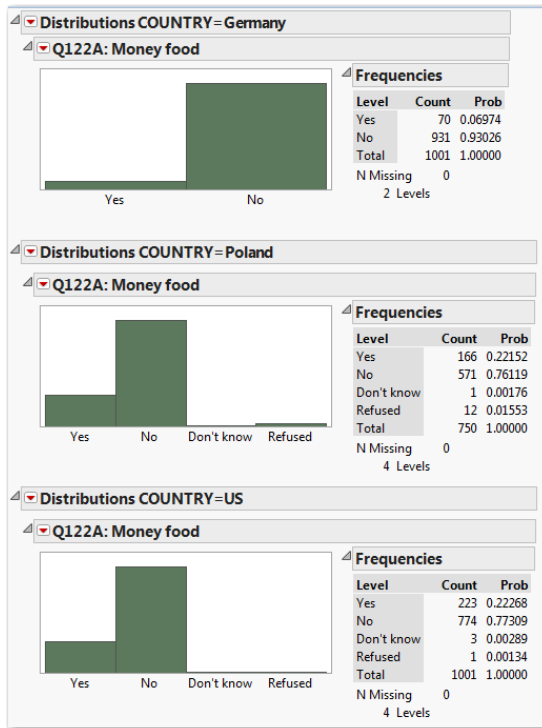 Distributions COUNTRY=Germany
Q122A: Money food
Yes No
Frequencies
Level Count Prob
Yes 70 0.06974
No 931 0.93026
Total 1001 1.00000
N Missing 0
2 Levels
Distributions COUNTRY=Poland
Q122A: Money food
Yes No Don't know Refused
Frequencies
Level Count Prob
Yes 166 0.22152
No 571 0.76119
Don't know 1 0.00176
Refused 12 0.01553
Total 750 1.00000
N Missing 0
4 Levels
Distributions COUNTRY=US
Q122A: Money food
Yes No Don't know Refused
Frequencies
Level Count Prob
Yes 223 0.22268
No 774 0.77309
Don't know 3 0.00289
Refused 1 0.00134
Total 1001 1.00000
N Missing 0
4 Levels